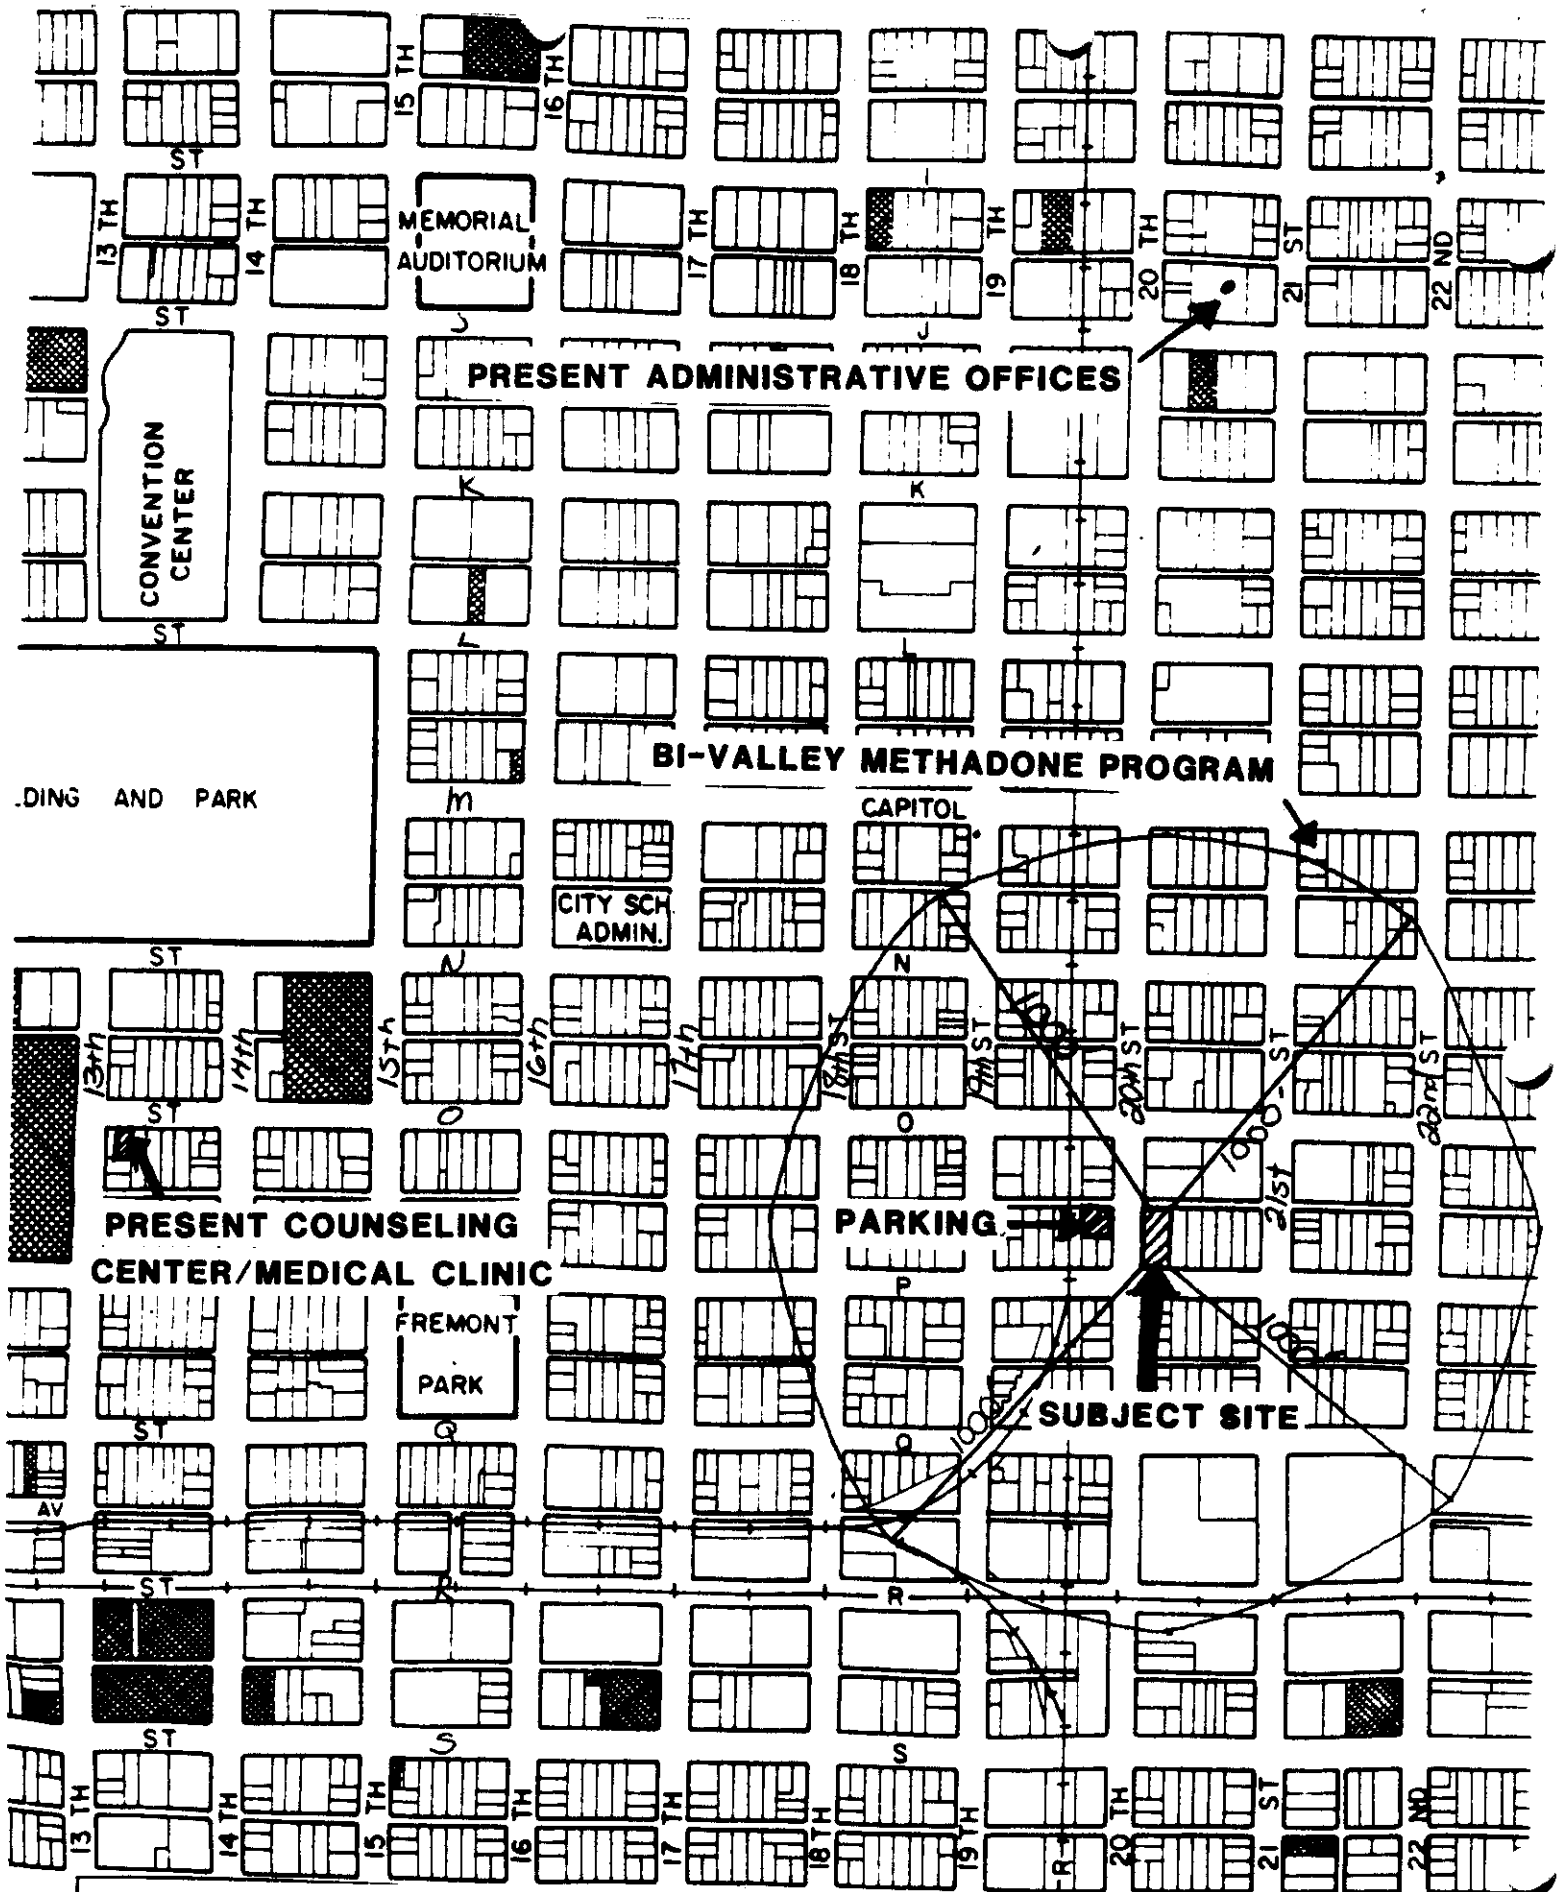 15 TH
16 TH
ST
13 TH
14 TH
MEMORIAL
AUDITORIUM
17 TH
18 TH
I
19 TH
20 TH
21 ST
22 ND
ST
J
J
PRESENT ADMINISTRATIVE OFFICES
CONVENTION
CENTER
K
K
ST
L
L
BI-VALLEY METHADONE PROGRAM
.DING AND PARK
m
CAPITOL
CITY SCH
ADMIN.
ST
N
N
13th
14th
15th
16th
17th
18th ST
19th ST
1000
20th ST
ST
22nd ST
ST
O
O
1000-
21st
PRESENT COUNSELING
CENTER/MEDICAL CLINIC
PARKING
P
FREMONT
PARK
1000
1000
SUBJECT SITE
ST
Q
Q
AV
ST
R
R
ST
S
S
13 TH
14 TH
15 TH
16 TH
17 TH
18 TH
19 TH
R
20 TH
21 ST
22 ND